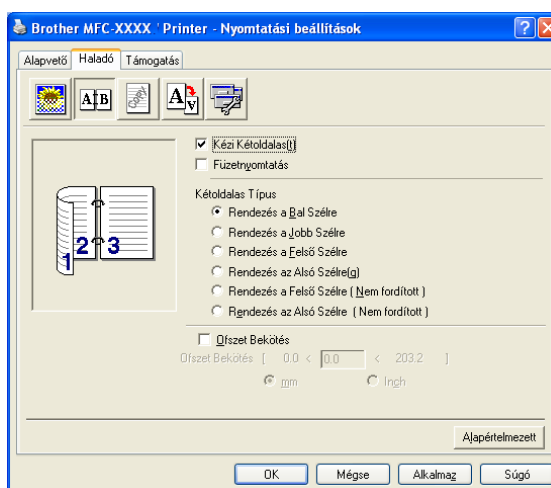 Brother MFC-XXXX ' Printer - Nyomtatási beállítások
Alapvető Haladó Támogatás
A B
A V
Kézi Kétoldalas(t)
Füzetnyomtatás
Kétoldalas Típus
Rendezés a Bal Szélre
Rendezés a Jobb Szélre
Rendezés a Felső Szélre
Rendezés az Alsó Szélre(g)
Rendezés a Felső Szélre ( Nem fordított )
Rendezés az Alsó Szélre ( Nem fordított )
1 2 3
Ofszet Bekötés
Ofszet Bekötés [ 0.0 < 0.0 < 203.2 ]
mm Inch
Alapértelmezett
OK Mégse Alkalmaz Súgó